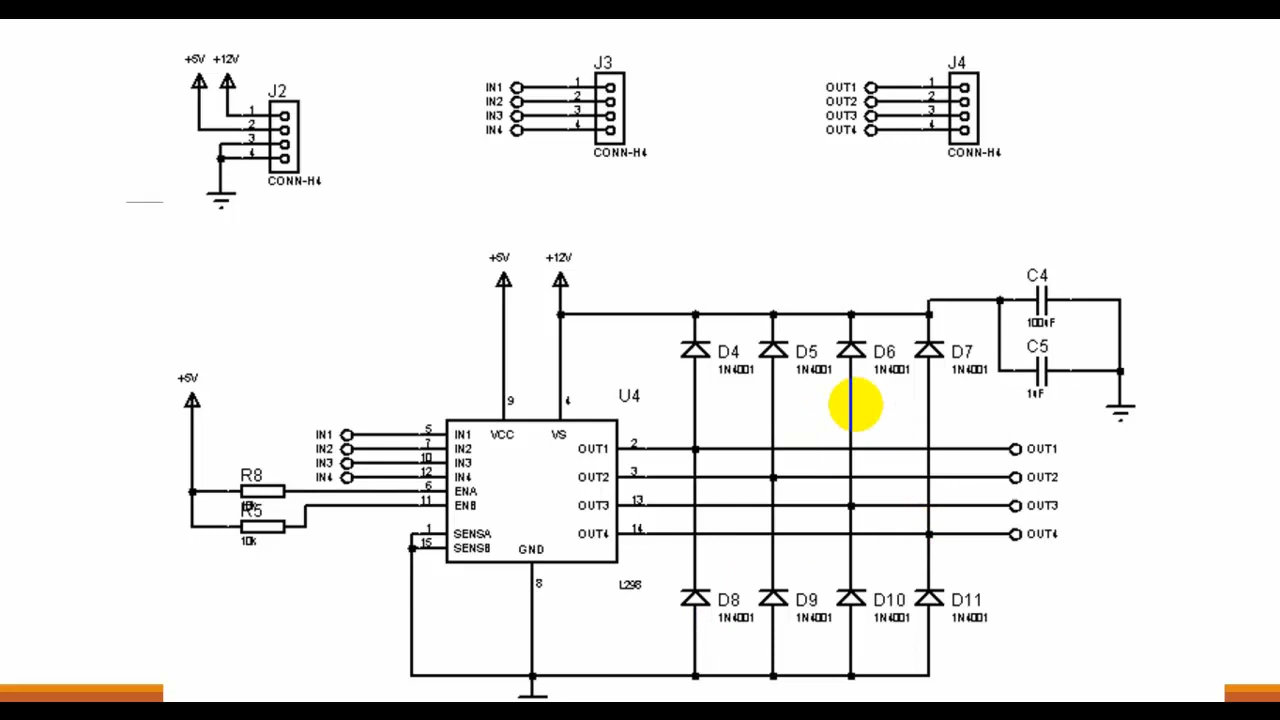 +5V +12V
J2
1
2
3
4
CONN-H4
J3
IN1 1
IN2 2
IN3 3
IN4 4
CONN-H4
J4
OUT1 1
OUT2 2
OUT3 3
OUT4 4
CONN-H4
+5V +12V
C4
C5
1uF
D4
1N4001
D5
1N4001
D6
1N4001
D7
1N4001
+5V
9
4
U4
IN1 5 IN1
IN2 7 IN2
IN3 10 IN3
IN4 12 IN4
VCC
VS
R8
6 ENA
11 ENB
R5
10k
1 SENSA
15 SENSB
GND
8
OUT1 2 OUT1
OUT2 3 OUT2
OUT3 13 OUT3
OUT4 14 OUT4
L298
D8
1N4001
D9
1N4001
D10
1N4001
D11
1N4001